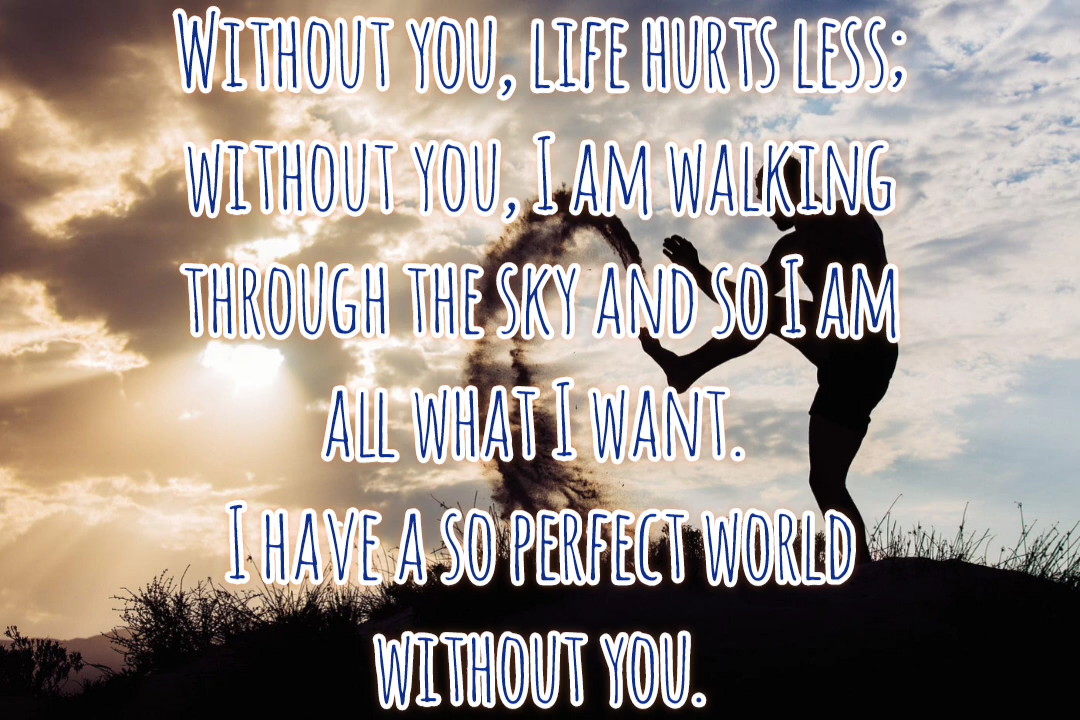 Without you, life hurts less;
without you, I am walking
through the sky and so I am
all what I want.
I have a so perfect world
without you.